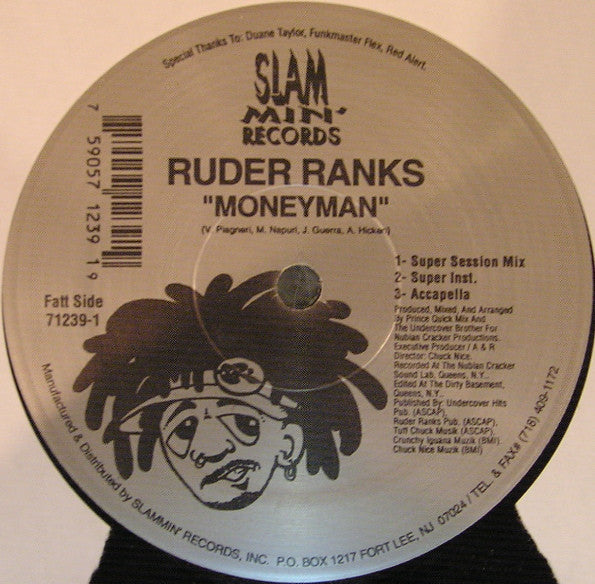 Special Thanks To: Duane Taylor, Funkmaster Flex, Red Alert.
SLAM
MIN'
RECORDS
RUDER RANKS
"MONEYMAN"
(V. Piagneri, M. Napuri, J. Guerra, A. Hicken)
7 59057 1239 19
Fatt Side
71239-1
1- Super Session Mix
2- Super Inst.
3- Accapella
Produced, Mixed, And Arranged
by Prince Quick Mix And
The Undercover Brother For
Nubian Cracker Productions.
Executive Producer / A & R
Director: Chuck Nice.
Recorded At The Nubian Cracker
Sound Lab, Queens, N.Y..
Edited At The Dirty Basement,
Queens, N.Y..
Published By: Undercover Hits
Pub. (ASCAP),
Ruder Ranks Pub. (ASCAP),
Tuff Chuck Musik (ASCAP),
Crunchy Iguana Muzik (BMI).
Chuck Nice Muzik (BMI)
Manufactured & Distributed by SLAMMIN' RECORDS, INC. P.O. BOX 1217 FORT LEE, NJ 07024 / TEL. & FAX# (718) 409-1172